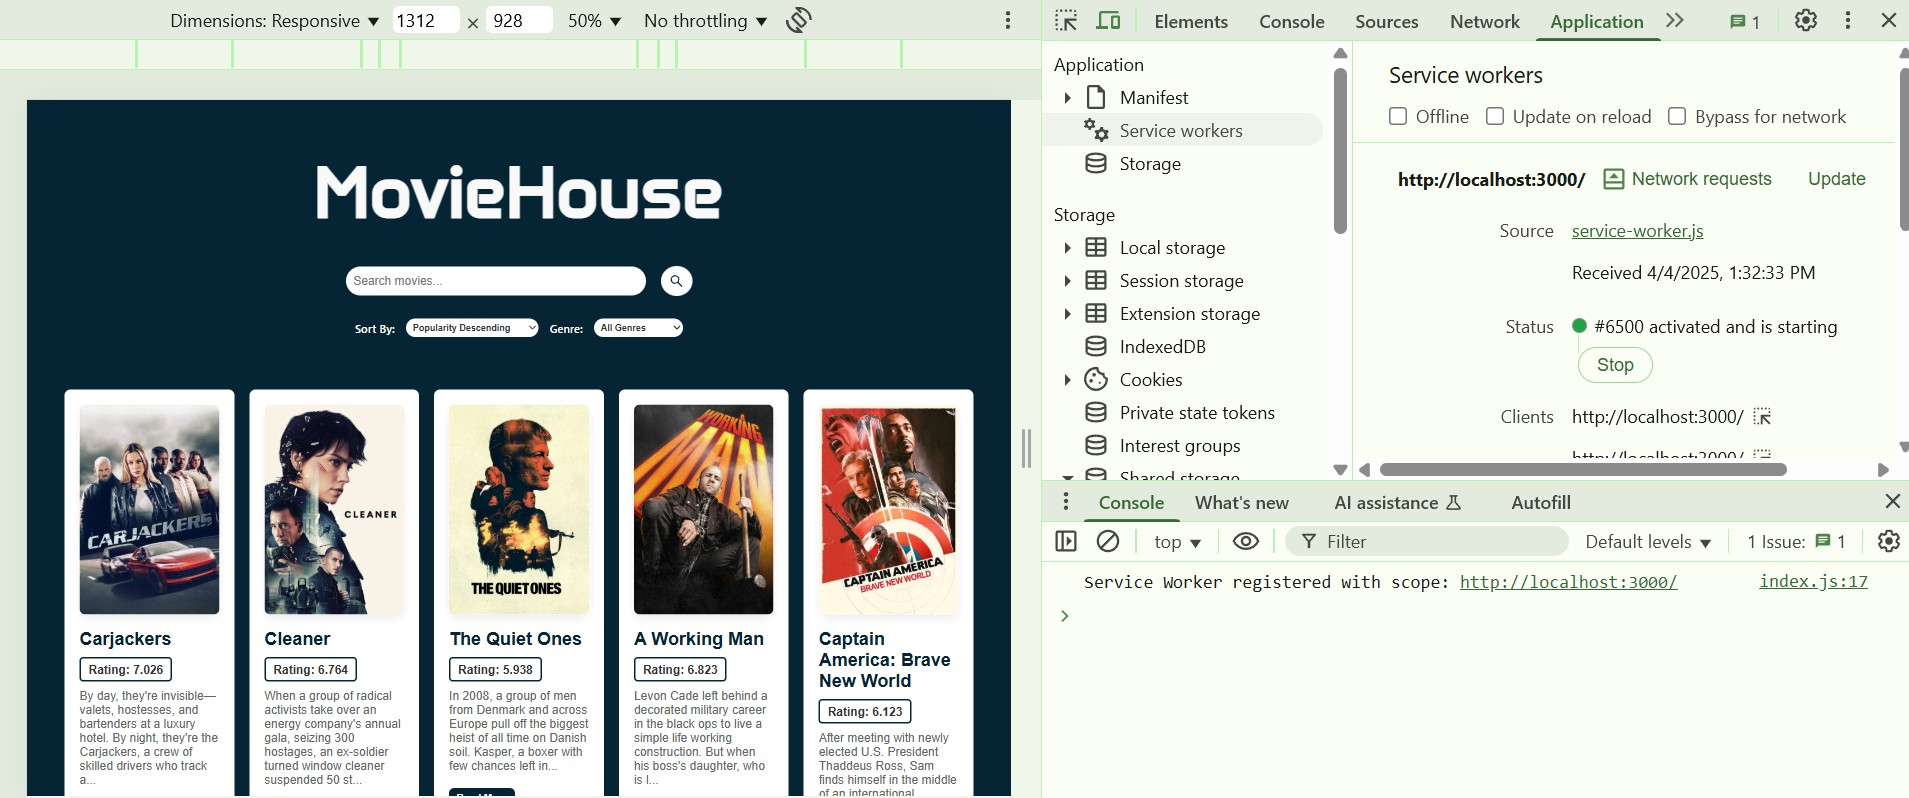 Dimensions: Responsive ▼ 1312 × 928 50% ▼ No throttling ▼
MovieHouse
Search movies...
Sort By: Popularity Descending Genre: All Genres
CARJACKERS
Carjackers
Rating: 7.026
By day, they're invisible—
valets, hostesses, and
bartenders at a luxury
hotel. By night, they're the
Carjackers, a crew of
skilled drivers who track
a...
CLEANER
Cleaner
Rating: 6.764
When a group of radical
activists take over an
energy company's annual
gala, seizing 300
hostages, an ex-soldier
turned window cleaner
suspended 50 st...
THE QUIET ONES
The Quiet Ones
Rating: 5.938
In 2008, a group of men
from Denmark and across
Europe pull off the biggest
heist of all time on Danish
soil. Kasper, a boxer with
few chances left in...
WORKING
MAN
A Working Man
Rating: 6.823
Levon Cade left behind a
decorated military career
in the black ops to live a
simple life working
construction. But when
his boss's daughter, who
is l...
CAPTAIN AMERICA
BRAVE NEW WORLD
Captain
America: Brave
New World
Rating: 6.123
After meeting with newly
elected U.S. President
Thaddeus Ross, Sam
finds himself in the middle
of an international
Elements Console Sources Network Application 1
Application
Manifest
Service workers
Storage
Storage
Local storage
Session storage
Extension storage
IndexedDB
Cookies
Private state tokens
Interest groups
Shared storage
Service workers
Offline Update on reload Bypass for network
http://localhost:3000/ Network requests Update
Source service-worker.js
Received 4/4/2025, 1:32:33 PM
Status #6500 activated and is starting
Stop
Clients http://localhost:3000/
http://localhost:3000/
Console What's new AI assistance Autofill
top ▼ Filter Default levels ▼ 1 Issue: 1
Service Worker registered with scope: http://localhost:3000/ index.js:17